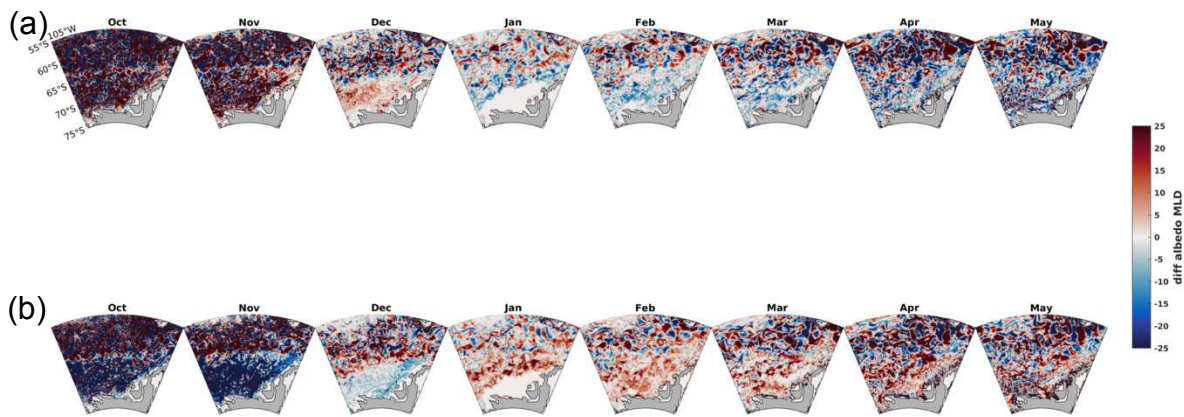 (a)
Oct Nov Dec Jan Feb Mar Apr May
105°W
55°S
60°S
65°S
70°S
75°S
25
20
15
10
5
0
-5
-10
-15
-20
-25
diff albedo MLD
(b)
Oct Nov Dec Jan Feb Mar Apr May